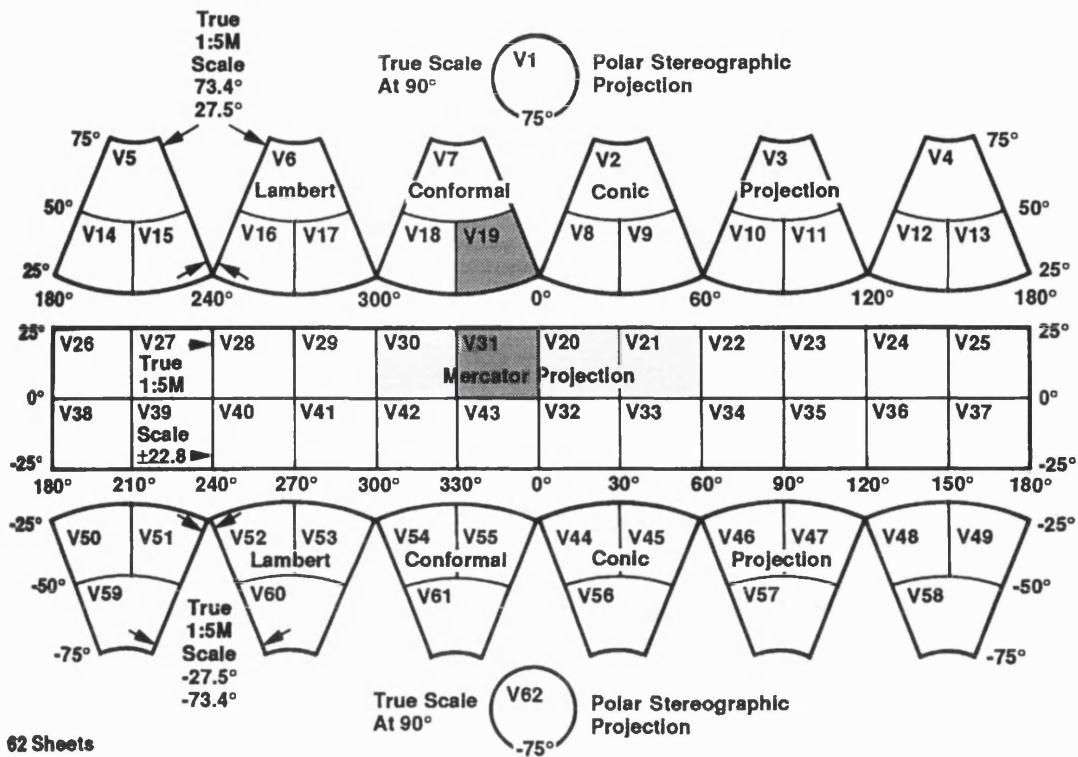 True
1:5M
Scale
73.4°
27.5°
True Scale
At 90°
V1
75°
Polar Stereographic
Projection
75° V5 V6 V7 V2 V3 V4 75°
Lambert Conformal Conic Projection
50° 50°
V14 V15 V16 V17 V18 V19 V8 V9 V10 V11 V12 V13
25° 25°
180° 240° 300° 0° 60° 120° 180°
25° 25°
V26 V27 V28 V29 V30 V31 V20 V21 V22 V23 V24 V25
True
1:5M
Mercator Projection
0° 0°
V38 V39 V40 V41 V42 V43 V32 V33 V34 V35 V36 V37
Scale
±22.8
-25° -25°
180° 210° 240° 270° 300° 330° 0° 30° 60° 90° 120° 150° 180°
-25° -25°
V50 V51 V52 V53 V54 V55 V44 V45 V46 V47 V48 V49
Lambert Conformal Conic Projection
-50° -50°
V59 V60 V61 V56 V57 V58
-75° -75°
True
1:5M
Scale
-27.5°
-73.4°
True Scale
At 90°
V62
-75°
Polar Stereographic
Projection
62 Sheets